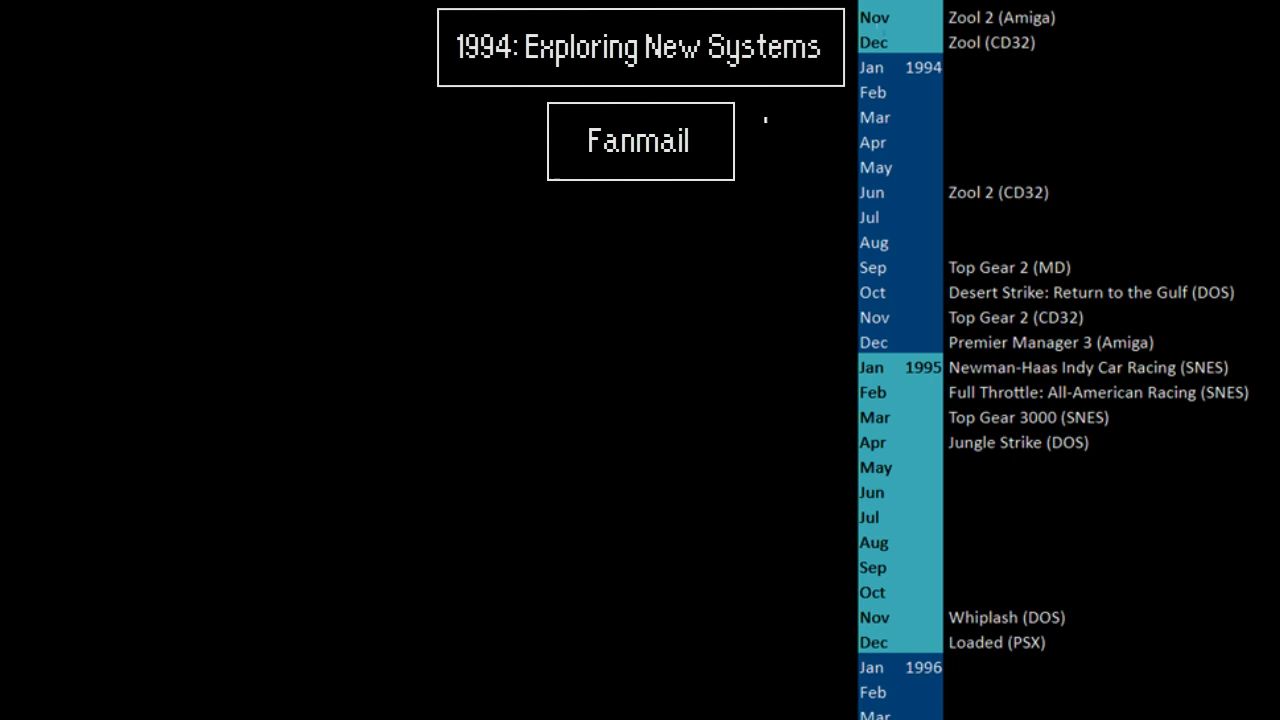 1994: Exploring New Systems
Fanmail
Nov Zool 2 (Amiga)
Dec Zool (CD32)
Jan 1994
Feb
Mar
Apr
May
Jun Zool 2 (CD32)
Jul
Aug
Sep Top Gear 2 (MD)
Oct Desert Strike: Return to the Gulf (DOS)
Nov Top Gear 2 (CD32)
Dec Premier Manager 3 (Amiga)
Jan 1995 Newman-Haas Indy Car Racing (SNES)
Feb Full Throttle: All-American Racing (SNES)
Mar Top Gear 3000 (SNES)
Apr Jungle Strike (DOS)
May
Jun
Jul
Aug
Sep
Oct
Nov Whiplash (DOS)
Dec Loaded (PSX)
Jan 1996
Feb
Mar